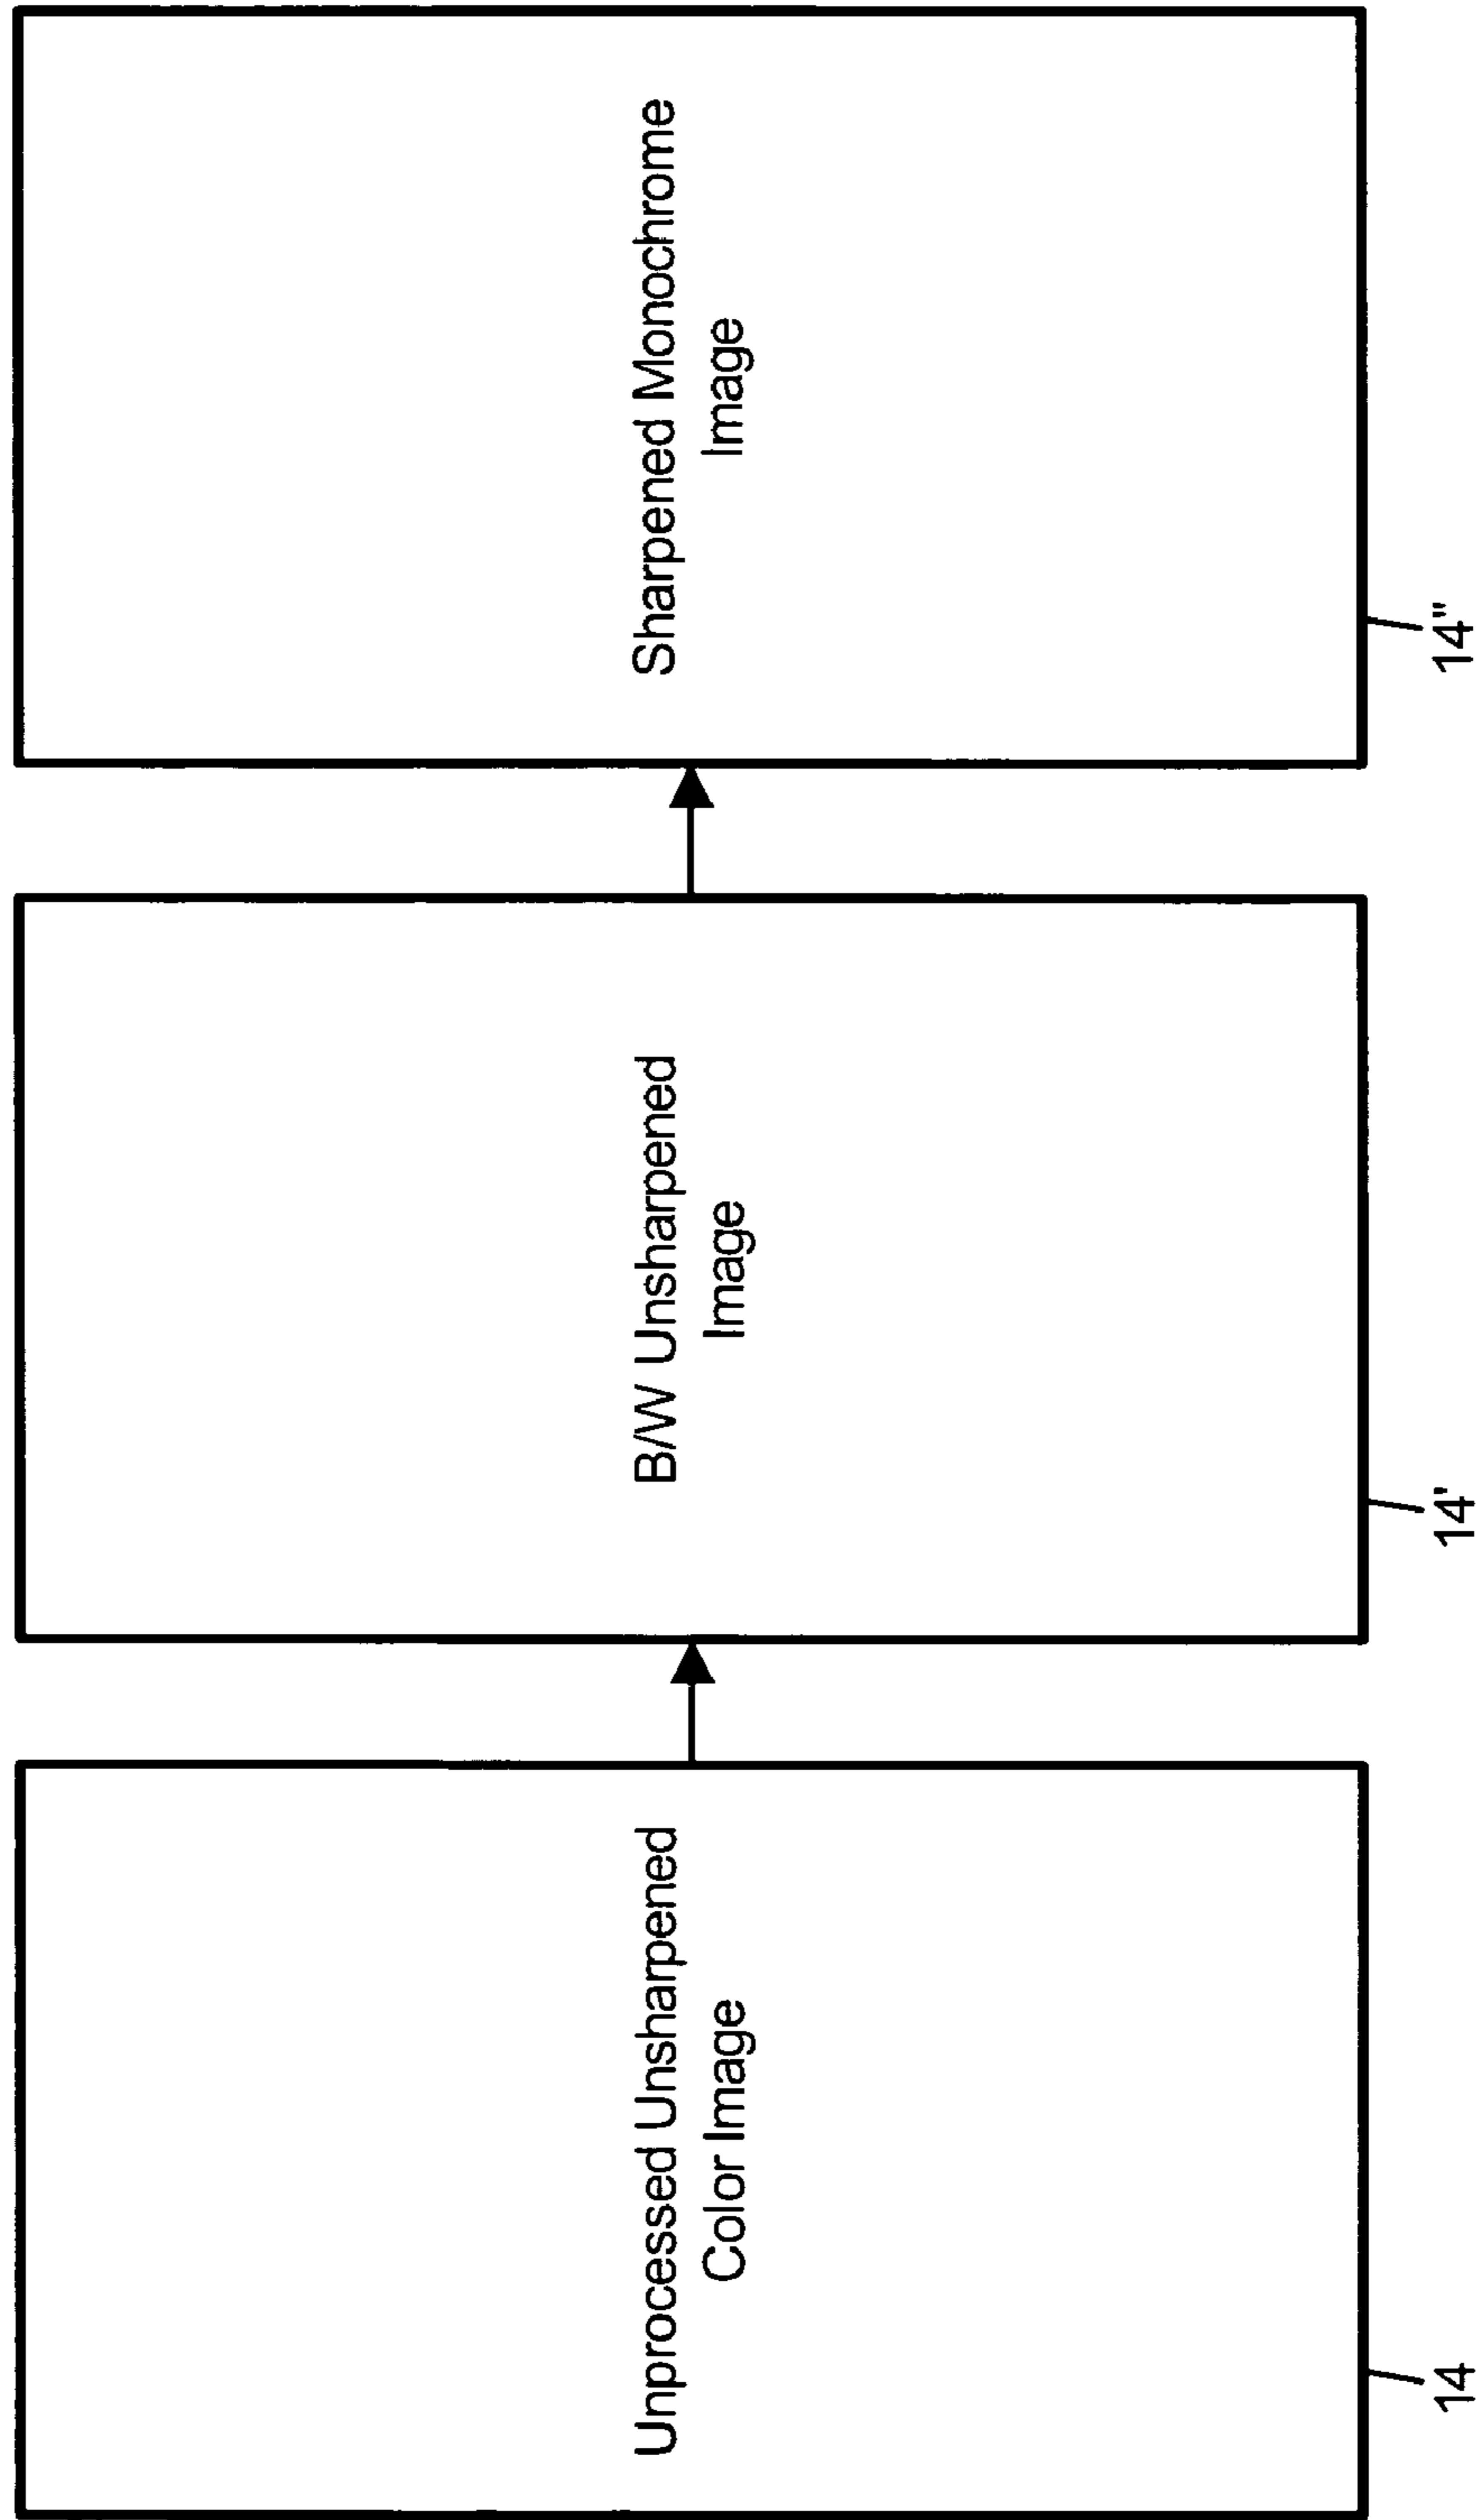 Unprocessed Unsharpened
Color Image
14
B/W Unsharpened
Image
14'
Sharpened Monochrome
Image
14"